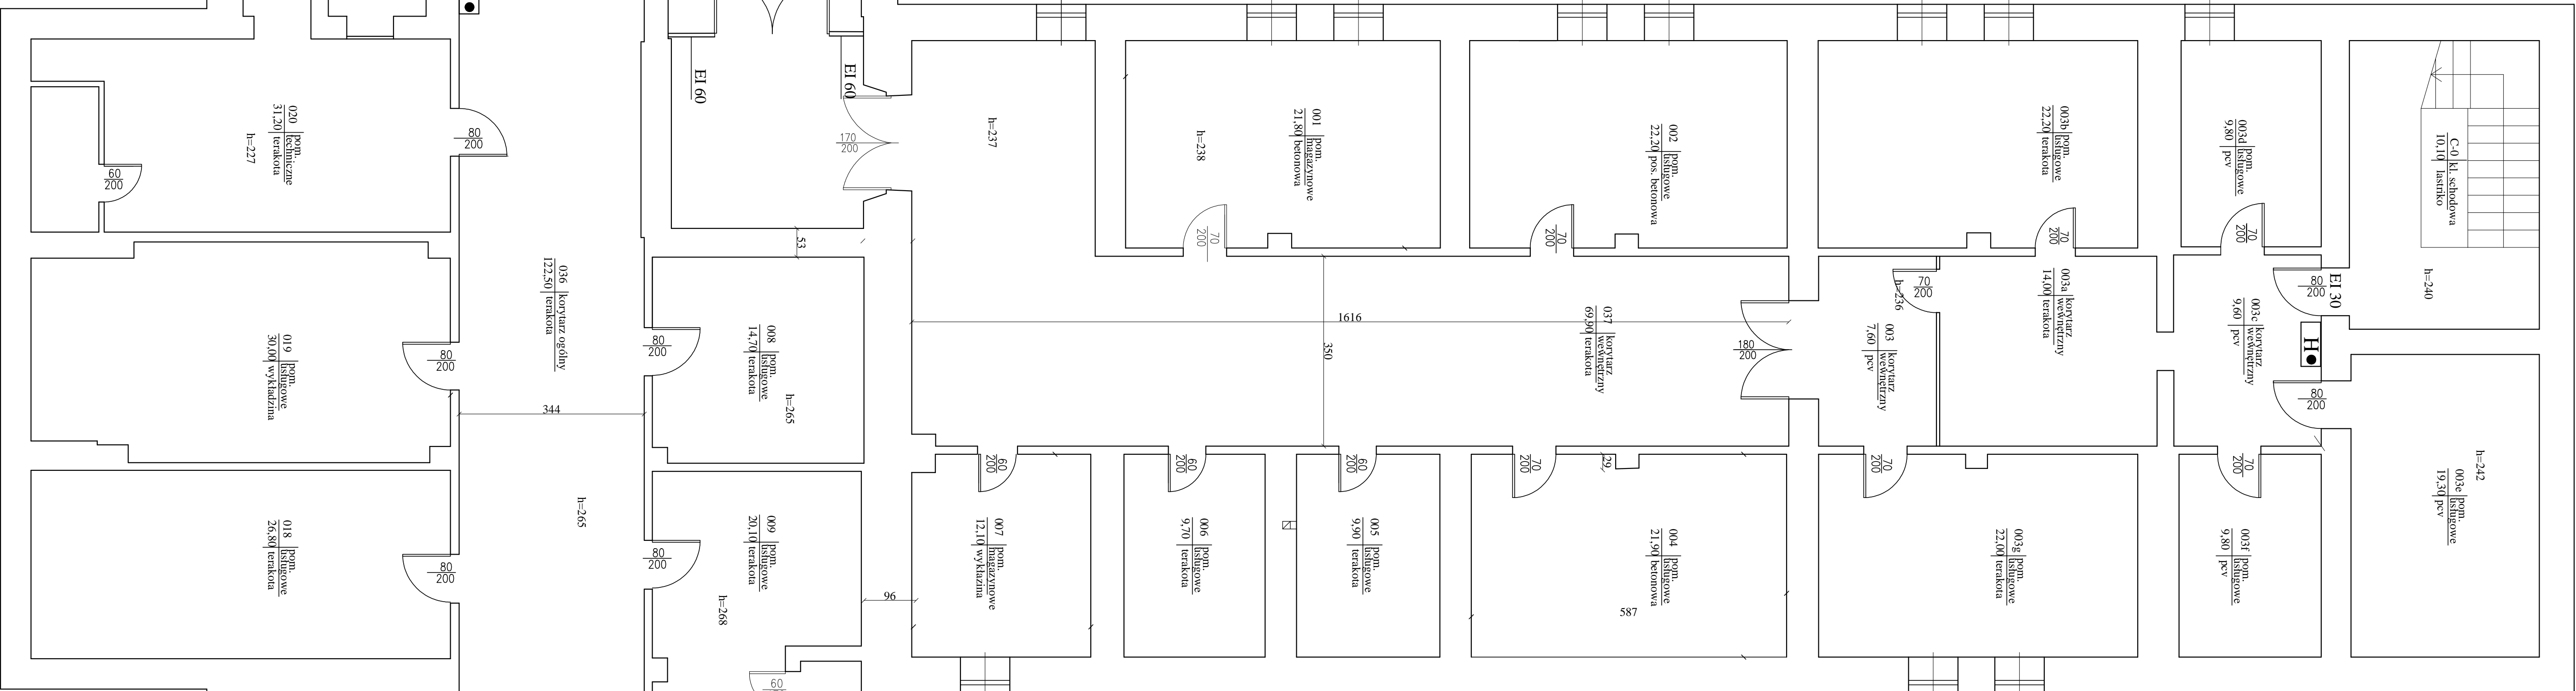 EI 60
EI 60
170
200
h=237
020 pom.
techniczne
31,20 terakota
h=227
80
200
60
200
001 pom.
magazynowe
21,80 betonowa
h=238
70
200
002 pom.
usługowe
22,20 pos. betonowa
70
200
003b pom.
usługowe
22,20 terakota
70
200
003d pom.
usługowe
9,80 pcv
70
200
C-0 kl. schodowa
10,10 lastriko
h=240
EI 30
80
200
H
53
036 korytarz ogólny
122,50 terakota
80
200
008 pom.
usługowe
14,70 terakota
h=265
019 pom.
usługowe
30,00 wykładzina
80
200
344
1616
350
037 korytarz
wewnętrzny
69,90 terakota
180
200
h=236
70
200
003 korytarz
wewnętrzny
7,60 pcv
003a korytarz
wewnętrzny
14,00 terakota
003c korytarz
wewnętrzny
9,60 pcv
80
200
h=242
003e pom.
usługowe
19,30 pcv
018 pom.
usługowe
26,80 terakota
80
200
h=265
80
200
009 pom.
usługowe
20,10 terakota
h=268
60
96
60
200
007 pom.
magazynowe
12,10 wykłazina
60
200
006 pom.
usługowe
9,70 terakota
60
200
005 pom.
usługowe
9,90 terakota
70
200
29
004 pom.
usługowe
21,90 betonowa
587
70
200
003g pom.
usługowe
22,00 terakota
70
200
003f pom.
usługowe
9,80 pcv